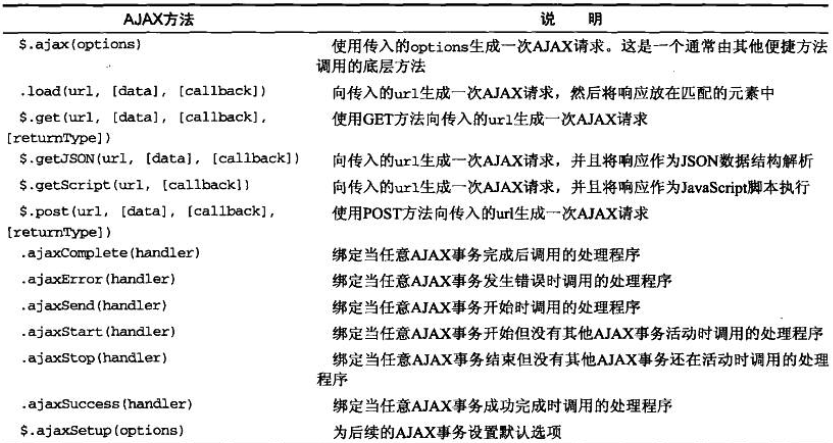 AJAX方法 说 明
$.ajax(options) 使用传入的options生成一次AJAX请求。这是一个通常由其他便捷方法
调用的底层方法
.load(url, [data], [callback]) 向传入的url生成一次AJAX请求，然后将响应放在匹配的元素中
$.get(url, [data], [callback], 使用GET方法向传入的url生成一次AJAX请求
[returnType])
$.getJSON(url, [data], [callback]) 向传入的url生成一次AJAX请求，并且将响应作为JSON数据结构解析
$.getScript(url, [callback]) 向传入的url生成一次AJAX请求，并且将响应作为JavaScript脚本执行
$.post(url, [data], [callback], 使用POST方法向传入的url生成一次AJAX请求
[returnType])
.ajaxComplete(handler) 绑定当任意AJAX事务完成后调用的处理程序
.ajaxError(handler) 绑定当任意AJAX事务发生错误时调用的处理程序
.ajaxSend(handler) 绑定当任意AJAX事务开始时调用的处理程序
.ajaxStart(handler) 绑定当任意AJAX事务开始但没有其他AJAX事务活动时调用的处理程序
.ajaxStop(handler) 绑定当任意AJAX事务结束但没有其他AJAX事务还在活动时调用的处理
程序
.ajaxSuccess(handler) 绑定当任意AJAX事务成功完成时调用的处理程序
$.ajaxSetup(options) 为后续的AJAX事务设置默认选项